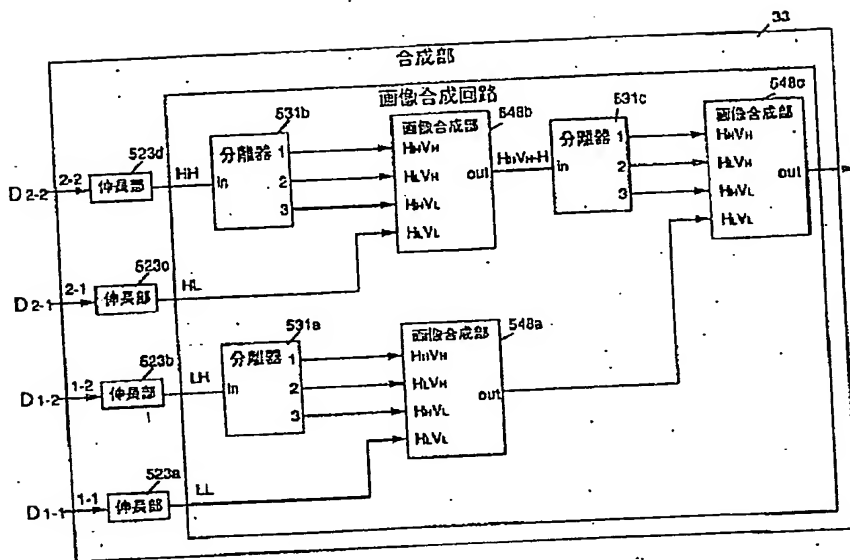 33
合成部
画像合成回路
531b
分離器
in
1
2
3
画像合成部
548b
HHVH
HLVH
HHVL
HLVL
out
HHVH-H
531c
分離器
in
1
2
3
548c
画像合成部
HHVH
HLVH
HHVL
HLVL
out
D2-2
2-2
523d
伸長部
HH
D2-1
2-1
523c
伸長部
HL
531a
分離器
in
1
2
3
画像合成部
548a
HHVH
HLVH
HHVL
HLVL
out
D1-2
1-2
523b
伸長部
LH
D1-1
1-1
523a
伸長部
LL